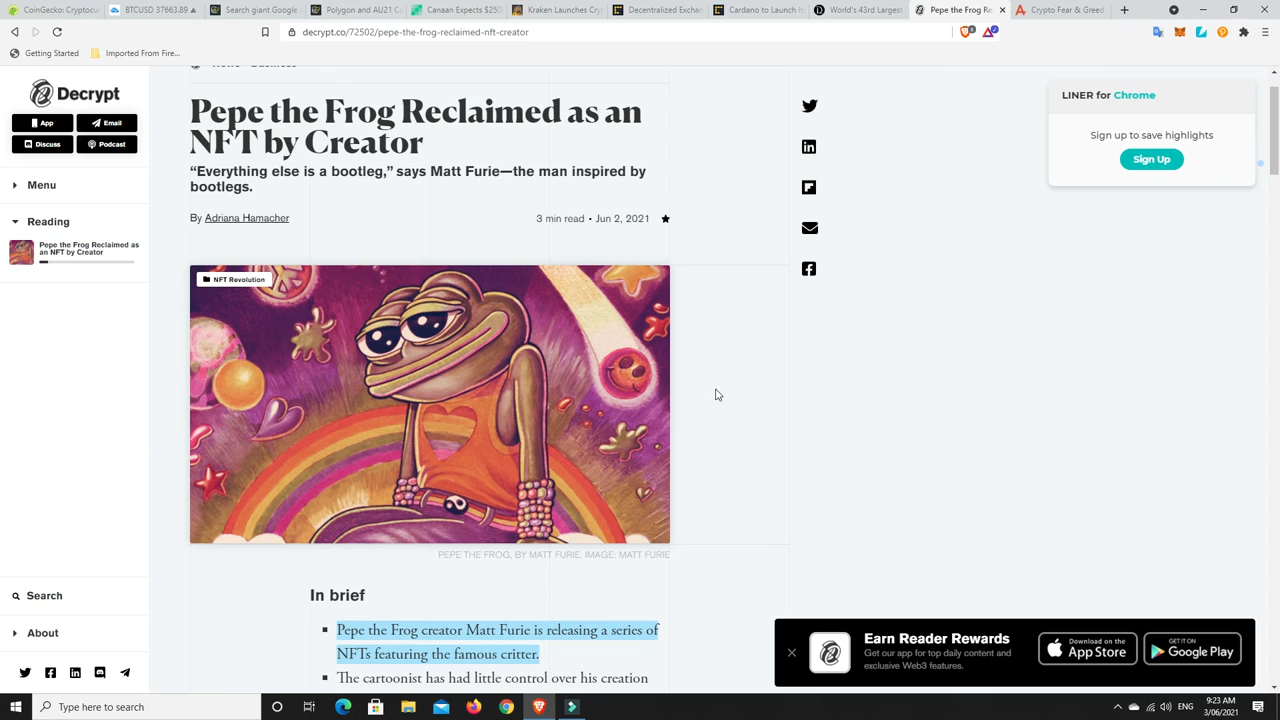 CoinGecko Cryptocu
BTCUSD 37663.89▲
Search giant Google
Polygon and AU21 C
Canaan Expects $250
Kraken Launches Cry
Decentralized Exchan
Cardano to Launch It
World's 43rd Largest
Pepe the Frog Re
Crypto Fear & Greed
decrypt.co/72502/pepe-the-frog-reclaimed-nft-creator
Getting Started
Imported From Fire...
Decrypt
App
Email
Discuss
Podcast
Menu
Reading
Pepe the Frog Reclaimed as
an NFT by Creator
Search
About
Pepe the Frog Reclaimed as an
NFT by Creator
“Everything else is a bootleg,” says Matt Furie—the man inspired by
bootlegs.
By Adriana Hamacher
3 min read • Jun 2, 2021
NFT Revolution
PEPE THE FROG, BY MATT FURIE. IMAGE: MATT FURIE
In brief
Pepe the Frog creator Matt Furie is releasing a series of
NFTs featuring the famous critter.
The cartoonist has had little control over his creation
LINER for Chrome
Sign up to save highlights
Sign Up
Earn Reader Rewards
Get our app for top daily content and
exclusive Web3 features.
Download on the
App Store
GET IT ON
Google Play
Type here to search
ENG
9:23 AM
3/06/2021